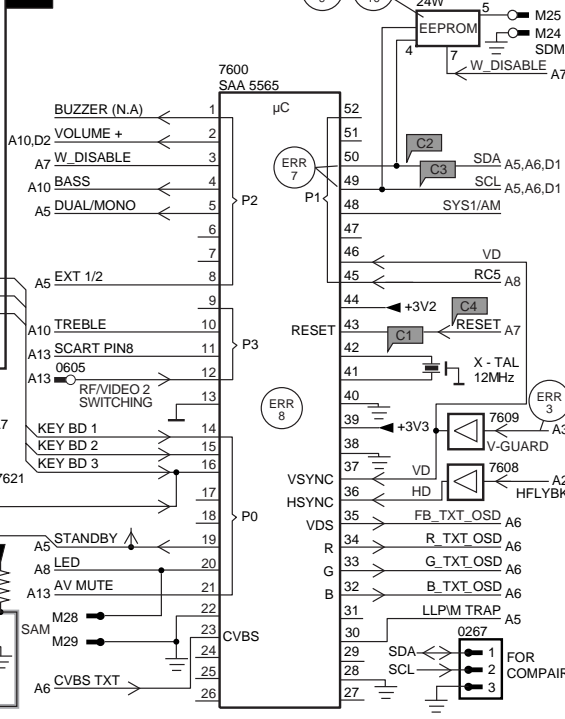 24W
5
M25
EEPROM
M24
SDM
4
7
W_DISABLE
A7
7600
SAA 5565
µC
BUZZER (N.A)
1
52
A10,D2 VOLUME +
2
51
C2
A7 W_DISABLE
3
ERR
7
50
C3
SDA A5,A6,D1
A10 BASS
4
P2
P1
49
SCL A5,A6,D1
A5 DUAL/MONO
5
48
SYS1/AM
6
47
7
46
VD
A5 EXT 1/2
8
45
RC5
A8
9
44
+3V2
C4
A10 TREBLE
10
RESET
43
C1
RESET A7
A13 SCART PIN8
11
P3
42
X - TAL
12MHz
A13 0605
12
41
RF/VIDEO 2
SWITCHING
13
ERR
8
40
ERR
3
KEY BD 1
14
39
+3V3
7609
V-GUARD
KEY BD 2
15
38
KEY BD 3
16
VSYNC
37
VD
7608
7621
17
HSYNC
36
HD
HFLYBK
18
P0
VDS
35
FB_TXT_OSD A6
A5 STANDBY
19
R
34
R_TXT_OSD A6
A8 LED
20
G
33
G_TXT_OSD A6
A13 AV MUTE
21
B
32
B_TXT_OSD A6
M28
22
31
SAM
LLP\M TRAP A5
M29
23
CVBS
30
0267
24
29
SDA
1
FOR
COMPAIR
25
28
SCL
2
A6 CVBS TXT
26
27
3